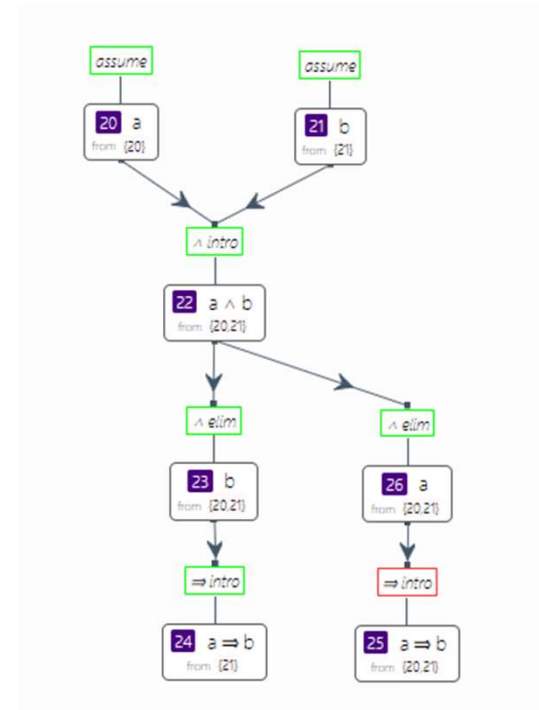 assume
assume
20 a
from {20}
21 b
from {21}
∧ intro
22 a ∧ b
from {20,21}
∧ elim
∧ elim
23 b
from {20,21}
26 a
from {20,21}
⇒ intro
⇒ intro
24 a ⇒ b
from {21}
25 a ⇒ b
from {20,21}